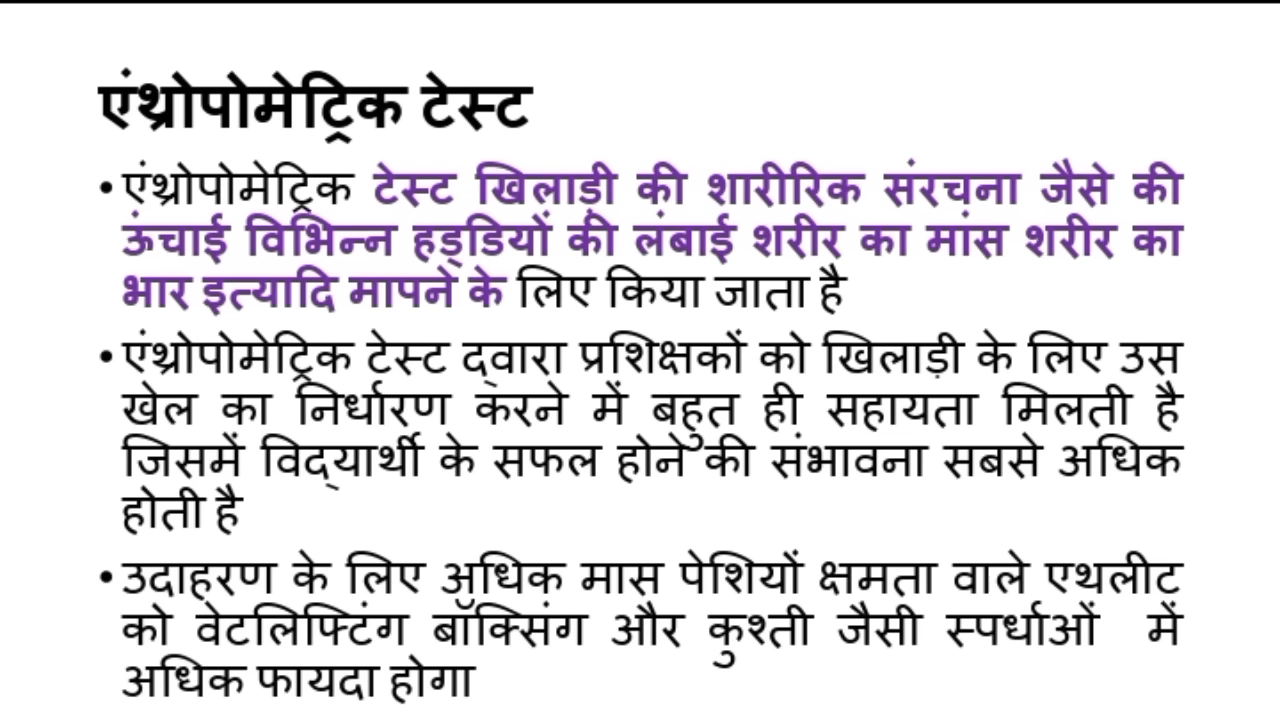 एंथ्रोपोमेट्रिक टेस्ट
• एंथ्रोपोमेट्रिक टेस्ट खिलाड़ी की शारीरिक संरचना जैसे की
ऊंचाई विभिन्न हड्डियों की लंबाई शरीर का मांस शरीर का
भार इत्यादि मापने के लिए किया जाता है
• एंथ्रोपोमेट्रिक टेस्ट द्वारा प्रशिक्षकों को खिलाड़ी के लिए उस
खेल का निर्धारण करने में बहुत ही सहायता मिलती है
जिसमें विद्यार्थी के सफल होने की संभावना सबसे अधिक
होती है
• उदाहरण के लिए अधिक मास पेशियों क्षमता वाले एथलीट
को वेटलिफ्टिंग बॉक्सिंग और कुश्ती जैसी स्पर्धाओं में
अधिक फायदा होगा